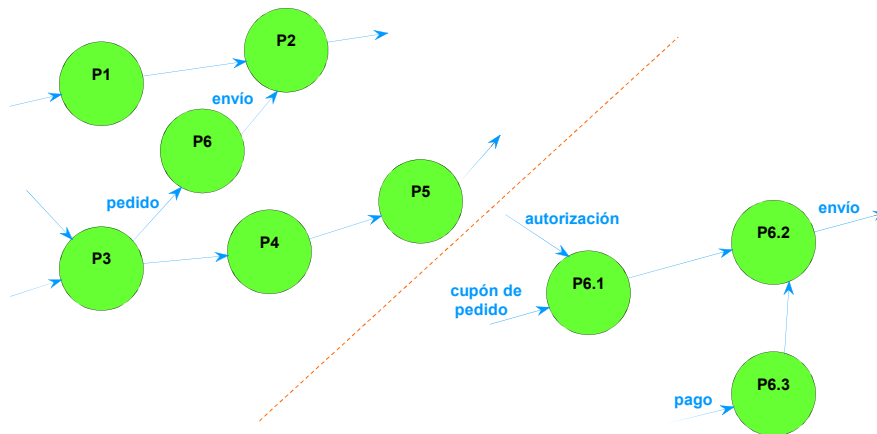 P1
P2
envío
P6
pedido
P3
P4
P5
autorización
cupón de
pedido
P6.1
P6.2
envío
pago
P6.3